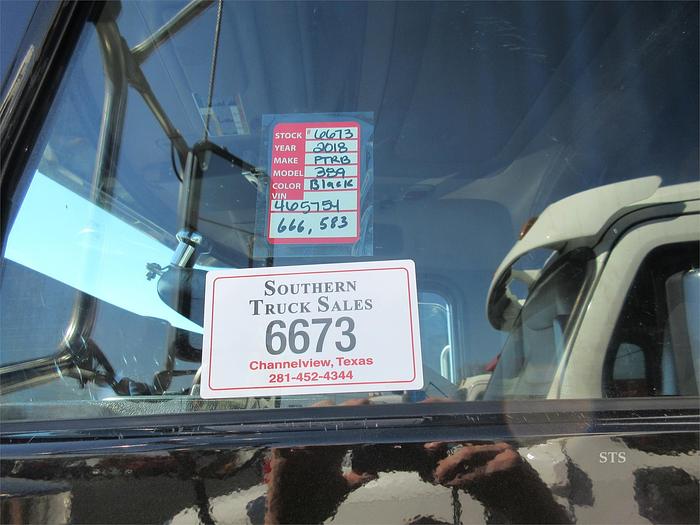 STOCK # 6673
YEAR 2018
MAKE PTRB
MODEL 389
COLOR Black
VIN
465754
666,583
SOUTHERN
TRUCK SALES
6673
Channelview, Texas
281-452-4344
STS